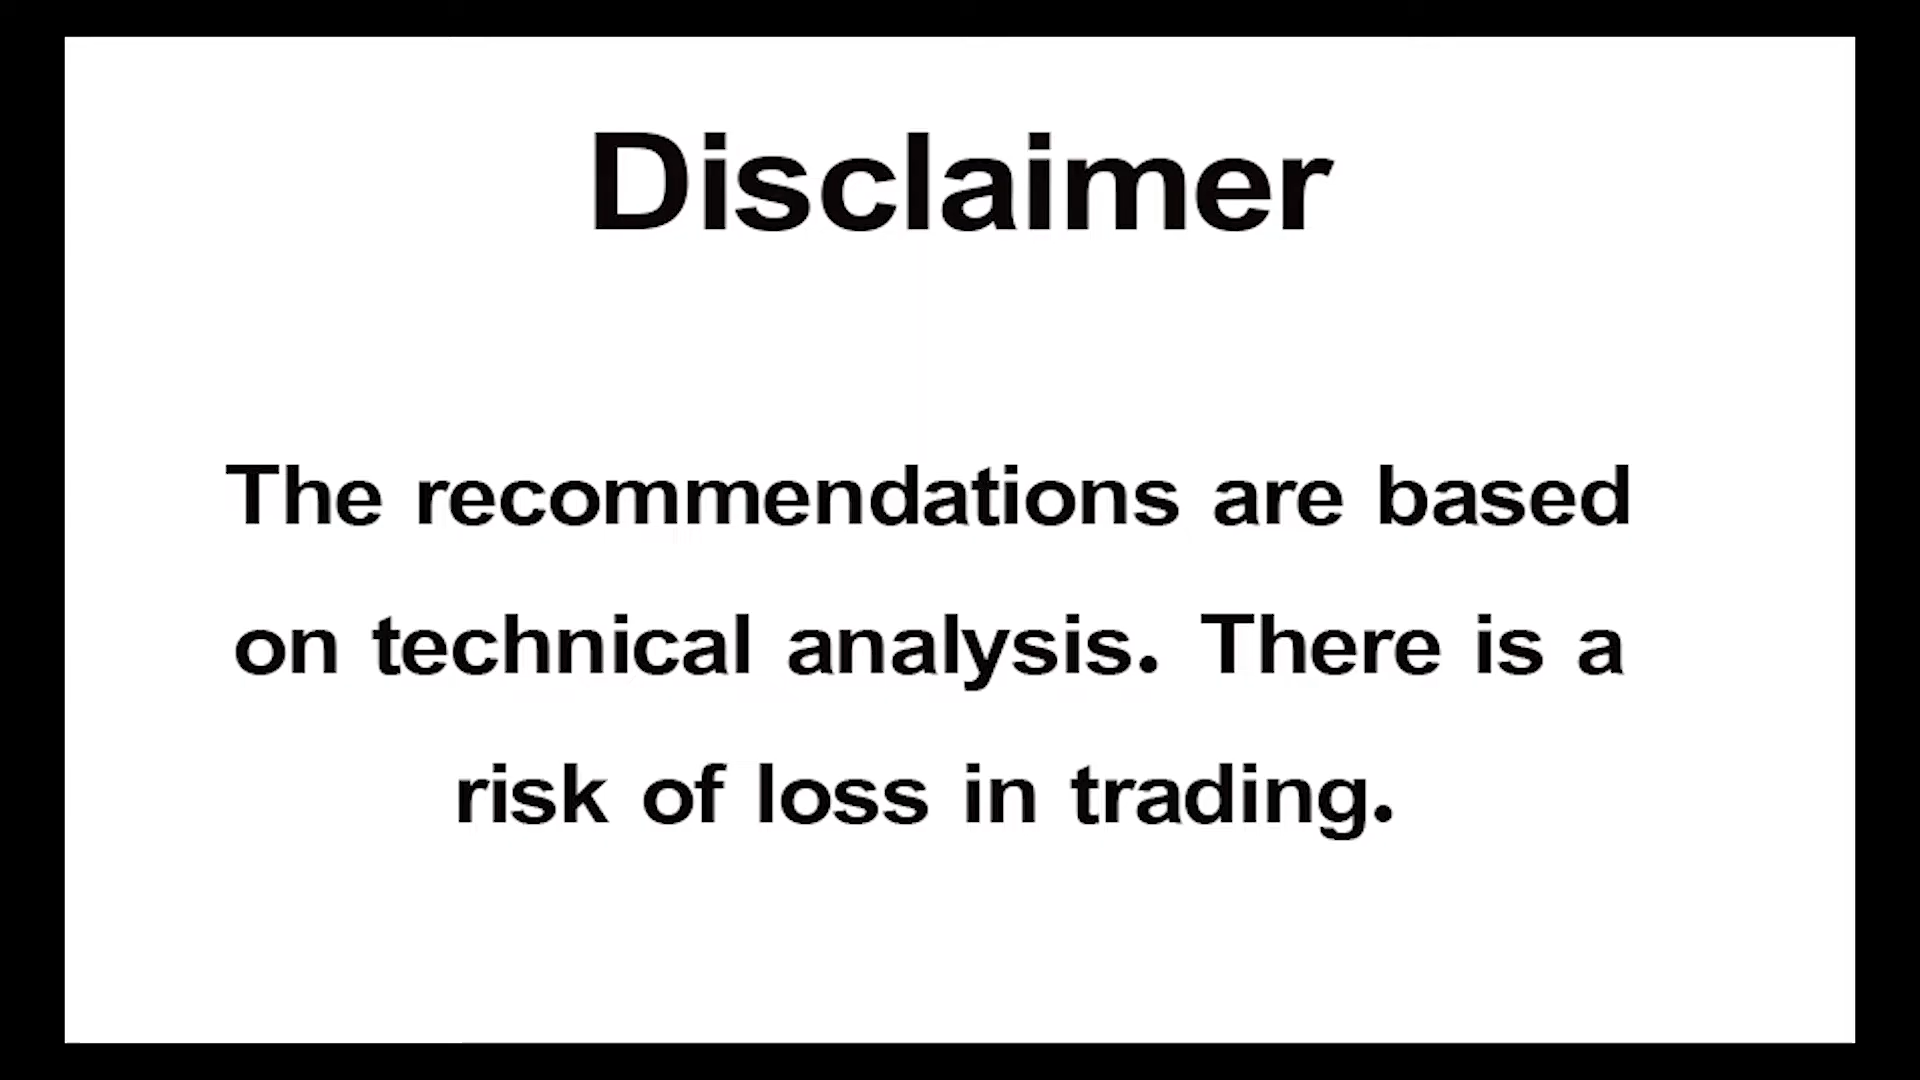 Disclaimer
The recommendations are based
on technical analysis. There is a
risk of loss in trading.